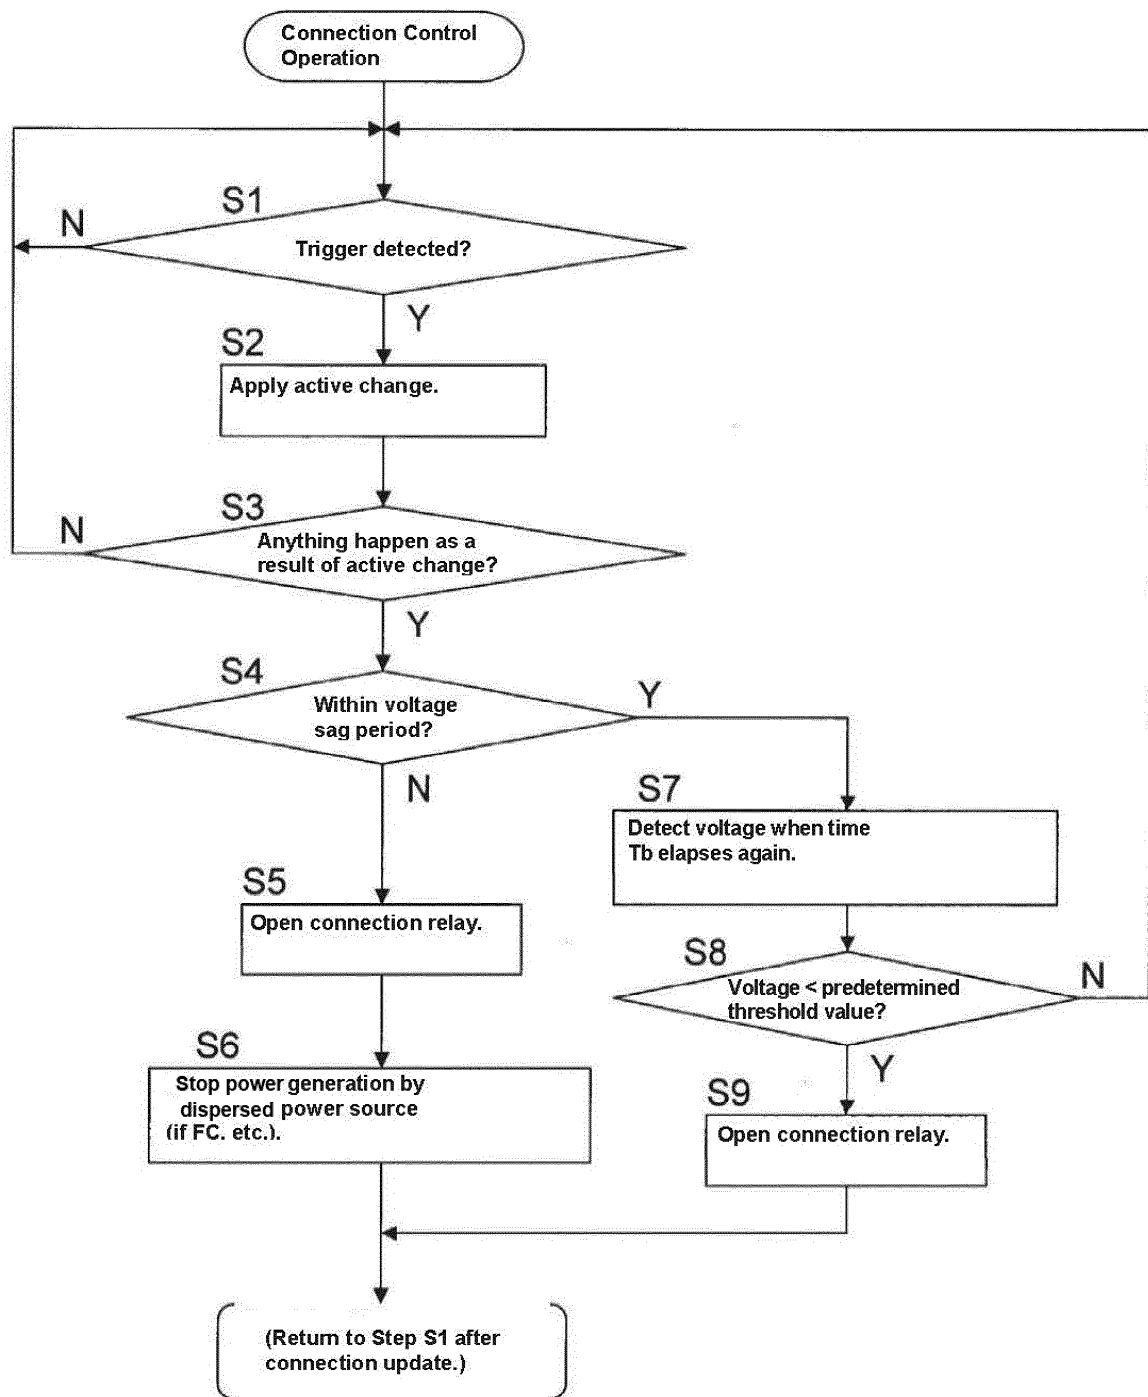 Connection Control
Operation
S1
N
Trigger detected?
Y
S2
Apply active change.
S3
N
Anything happen as a
result of active change?
Y
S4
Within voltage
sag period?
Y
N
S7
Detect voltage when time
Tb elapses again.
S5
Open connection relay.
S8
Voltage < predetermined
threshold value?
N
Y
S6
Stop power generation by
dispersed power source
(if FC. etc.).
S9
Open connection relay.
(Return to Step S1 after
connection update.)